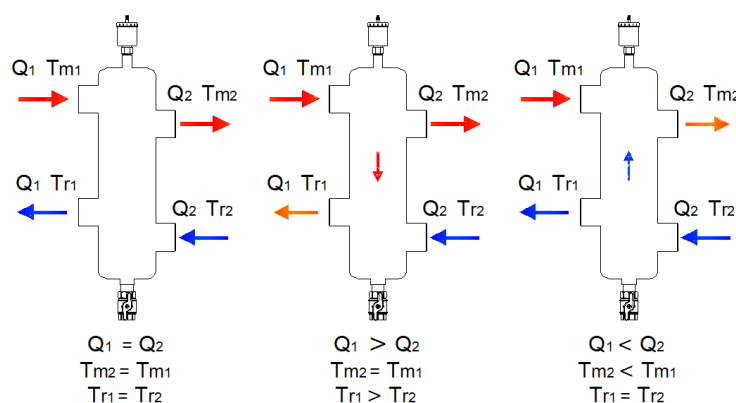 Q1 Tm1
Q2 Tm2
Q1 Tr1
Q2 Tr2
Q1 = Q2
Tm2 = Tm1
Tr1 = Tr2
Q1 Tm1
Q2 Tm2
Q1 Tr1
Q2 Tr2
Q1 > Q2
Tm2 = Tm1
Tr1 > Tr2
Q1 Tm1
Q2 Tm2
Q1 Tr1
Q2 Tr2
Q1 < Q2
Tm2 < Tm1
Tr1 = Tr2